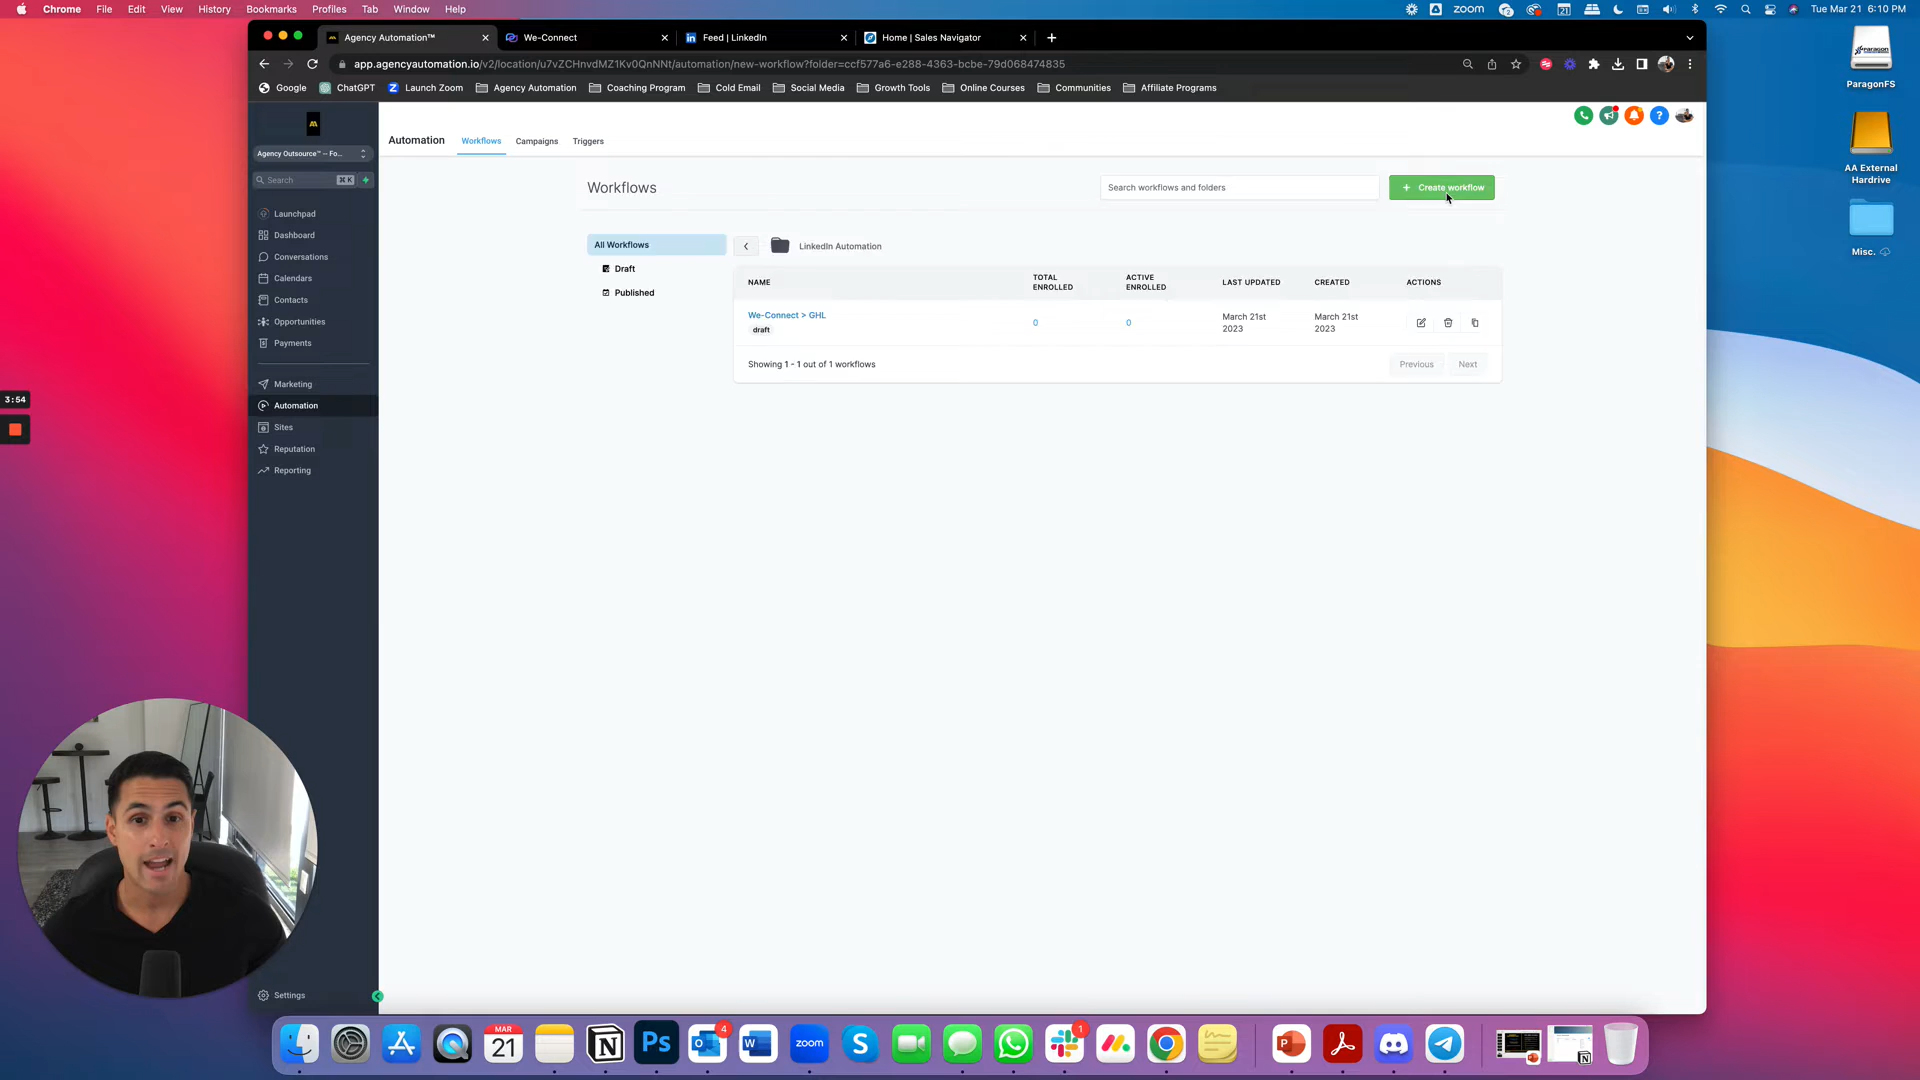 Chrome File Edit View History Bookmarks Profiles Tab Window Help
zoom
Tue Mar 21 6:10 PM
Agency Automation™
We-Connect
Feed | LinkedIn
Home | Sales Navigator
app.agencyautomation.io/v2/location/u7vZCHnvdMZ1Kv0QnNNt/automation/new-workflow?folder=ccf577a6-e288-4363-bcbe-79d068474835
Google ChatGPT Launch Zoom Agency Automation Coaching Program Cold Email Social Media Growth Tools Online Courses Communities Affiliate Programs
ParagonFS
AA External
Hardrive
Misc.
3:54
Agency Outsource™ -- Fo...
Search ⌘K
Launchpad
Dashboard
Conversations
Calendars
Contacts
Opportunities
Payments
Marketing
Automation
Sites
Reputation
Reporting
Settings
Automation Workflows Campaigns Triggers
Workflows
Search workflows and folders
+ Create workflow
All Workflows
Draft
Published
LinkedIn Automation
NAME TOTAL ENROLLED ACTIVE ENROLLED LAST UPDATED CREATED ACTIONS
We-Connect > GHL
draft
0 0 March 21st 2023 March 21st 2023
Showing 1 - 1 out of 1 workflows
Previous Next
MAR
21
4
zoom
1